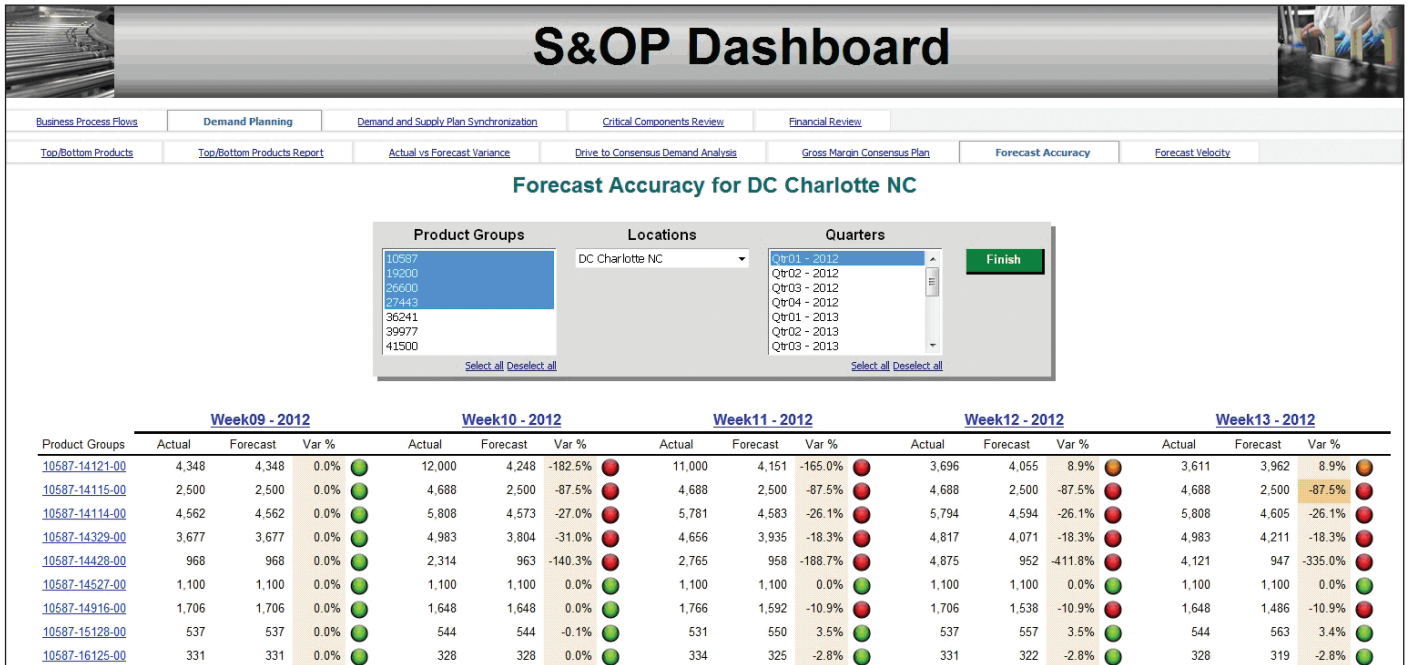 S&OP Dashboard
Business Process Flows Demand Planning Demand and Supply Plan Synchronization Critical Components Review Financial Review
Top/Bottom Products Top/Bottom Products Report Actual vs Forecast Variance Drive to Consensus Demand Analysis Gross Margin Consensus Plan Forecast Accuracy Forecast Velocity
Forecast Accuracy for DC Charlotte NC
Product Groups Locations Quarters
10587 DC Charlotte NC Qtr01 - 2012 Finish
19200 Qtr02 - 2012
26600 Qtr03 - 2012
27443 Qtr04 - 2012
36241 Qtr01 - 2013
39977 Qtr02 - 2013
41500 Qtr03 - 2013
Select all Deselect all Select all Deselect all
Week09 - 2012 Week10 - 2012 Week11 - 2012 Week12 - 2012 Week13 - 2012
Product Groups Actual Forecast Var % Actual Forecast Var % Actual Forecast Var % Actual Forecast Var % Actual Forecast Var %
10587-14121-00 4,348 4,348 0.0% 12,000 4,248 -182.5% 11,000 4,151 -165.0% 3,696 4,055 8.9% 3,611 3,962 8.9%
10587-14115-00 2,500 2,500 0.0% 4,688 2,500 -87.5% 4,688 2,500 -87.5% 4,688 2,500 -87.5% 4,688 2,500 -87.5%
10587-14114-00 4,562 4,562 0.0% 5,808 4,573 -27.0% 5,781 4,583 -26.1% 5,794 4,594 -26.1% 5,808 4,605 -26.1%
10587-14329-00 3,677 3,677 0.0% 4,983 3,804 -31.0% 4,656 3,935 -18.3% 4,817 4,071 -18.3% 4,983 4,211 -18.3%
10587-14428-00 968 968 0.0% 2,314 963 -140.3% 2,765 958 -188.7% 4,875 952 -411.8% 4,121 947 -335.0%
10587-14527-00 1,100 1,100 0.0% 1,100 1,100 0.0% 1,100 1,100 0.0% 1,100 1,100 0.0% 1,100 1,100 0.0%
10587-14916-00 1,706 1,706 0.0% 1,648 1,648 0.0% 1,766 1,592 -10.9% 1,706 1,538 -10.9% 1,648 1,486 -10.9%
10587-15128-00 537 537 0.0% 544 544 -0.1% 531 550 3.5% 537 557 3.5% 544 563 3.4%
10587-16125-00 331 331 0.0% 328 328 0.0% 334 325 -2.8% 331 322 -2.8% 328 319 -2.8%